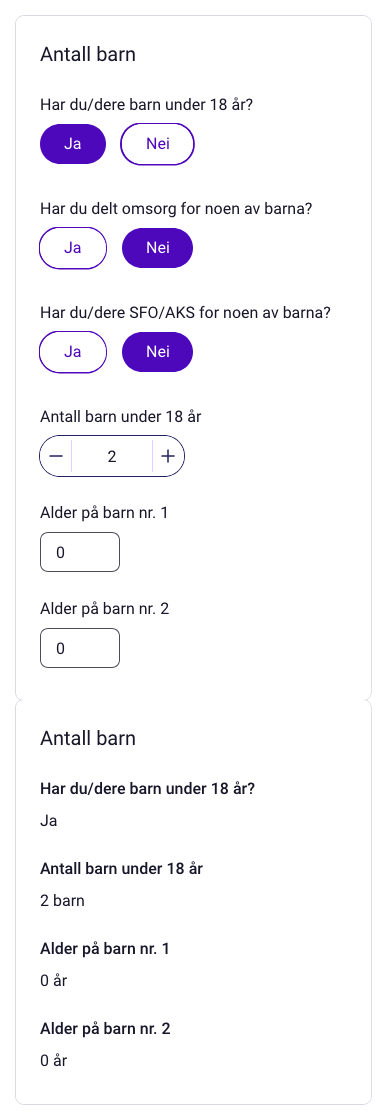 Antall barn
Har du/dere barn under 18 år?
Ja Nei
Har du delt omsorg for noen av barna?
Ja Nei
Har du/dere SFO/AKS for noen av barna?
Ja Nei
Antall barn under 18 år
− 2 +
Alder på barn nr. 1
0
Alder på barn nr. 2
0
Antall barn
Har du/dere barn under 18 år?
Ja
Antall barn under 18 år
2 barn
Alder på barn nr. 1
0 år
Alder på barn nr. 2
0 år